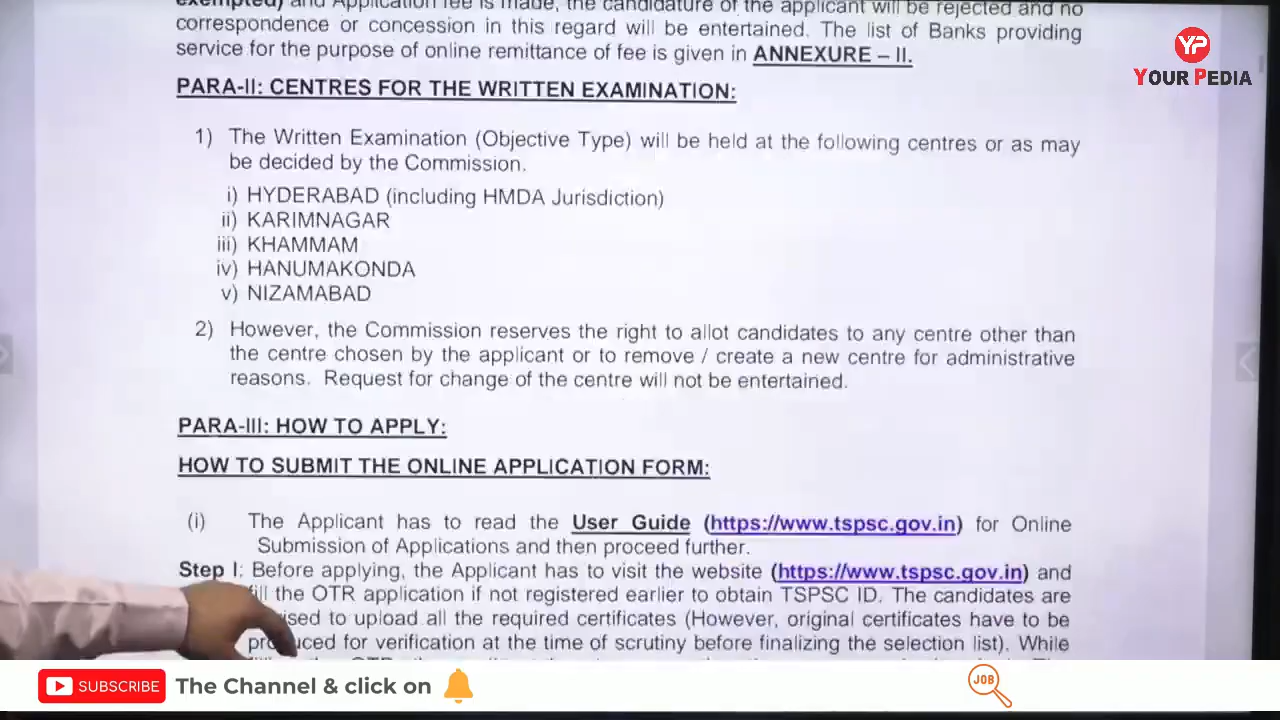 exempted) and Application fee is made, the candidature of the applicant will be rejected and no
correspondence or concession in this regard will be entertained. The list of Banks providing
service for the purpose of online remittance of fee is given in ANNEXURE – II.
YP
YOUR PEDIA
PARA-II: CENTRES FOR THE WRITTEN EXAMINATION:
1) The Written Examination (Objective Type) will be held at the following centres or as may
be decided by the Commission.
i) HYDERABAD (including HMDA Jurisdiction)
ii) KARIMNAGAR
iii) KHAMMAM
iv) HANUMAKONDA
v) NIZAMABAD
2) However, the Commission reserves the right to allot candidates to any centre other than
the centre chosen by the applicant or to remove / create a new centre for administrative
reasons. Request for change of the centre will not be entertained.
PARA-III: HOW TO APPLY:
HOW TO SUBMIT THE ONLINE APPLICATION FORM:
(i) The Applicant has to read the User Guide (https://www.tspsc.gov.in) for Online
Submission of Applications and then proceed further.
Step I: Before applying, the Applicant has to visit the website (https://www.tspsc.gov.in) and
the OTR application if not registered earlier to obtain TSPSC ID. The candidates are
to upload all the required certificates (However, original certificates have to be
for verification at the time of scrutiny before finalizing the selection list). While
SUBSCRIBE The Channel & click on
JOB